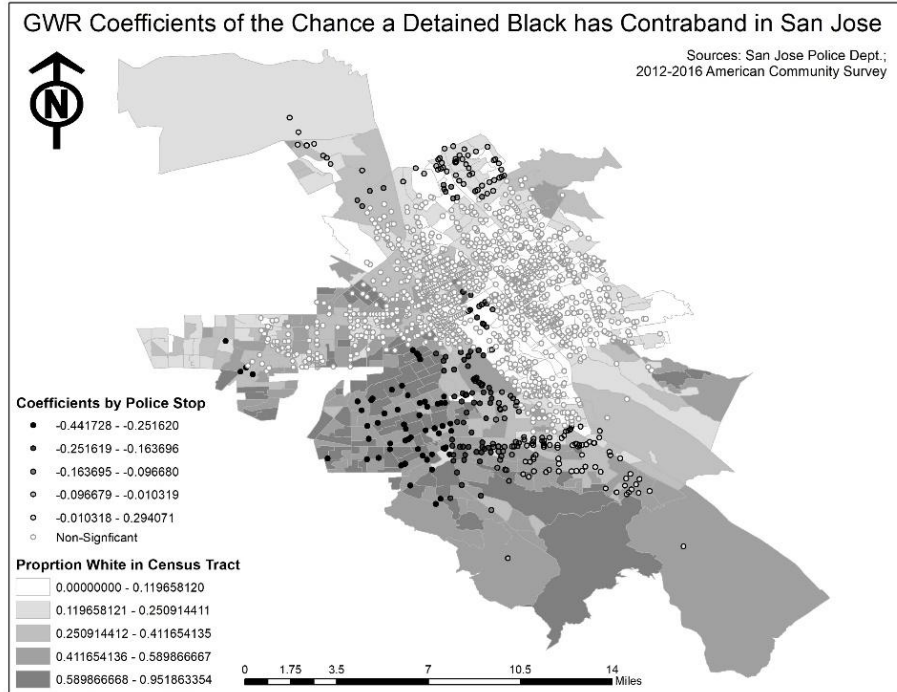 GWR Coefficients of the Chance a Detained Black has Contraband in San Jose
Sources: San Jose Police Dept.;
2012-2016 American Community Survey
N
Coefficients by Police Stop
-0.441728 - -0.251620
-0.251619 - -0.163696
-0.163695 - -0.096680
-0.096679 - -0.010319
-0.010318 - 0.294071
Non-Signficant
Proprtion White in Census Tract
0.00000000 - 0.119658120
0.119658121 - 0.250914411
0.250914412 - 0.411654135
0.411654136 - 0.589866667
0.589866668 - 0.951863354
0 1.75 3.5 7 10.5 14
Miles